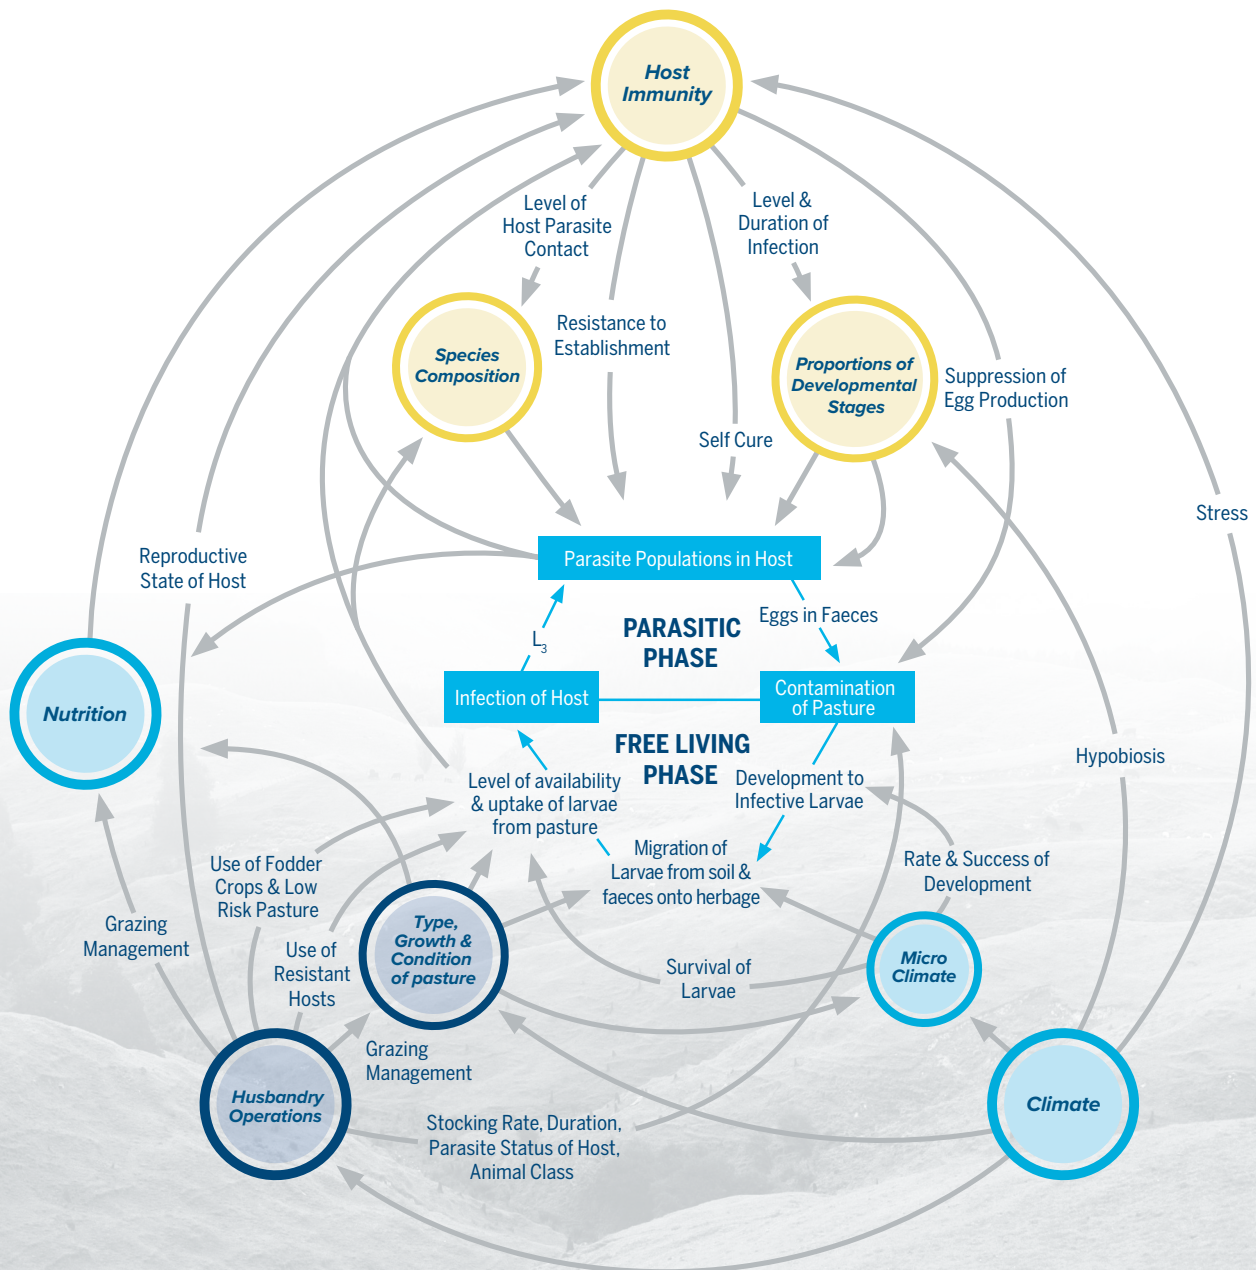 Host
Immunity
Level of
Host Parasite
Contact
Level &
Duration of
Infection
Resistance to
Establishment
Species
Composition
Proportions of
Developmental
Stages
Suppression of
Egg Production
Self Cure
Stress
Reproductive
State of Host
Parasite Populations in Host
Eggs in Faeces
L3
PARASITIC
PHASE
Infection of Host
Contamination
of Pasture
Nutrition
FREE LIVING
PHASE
Hypobiosis
Level of availability
& uptake of larvae
from pasture
Development to
Infective Larvae
Migration of
Larvae from soil &
faeces onto herbage
Rate & Success of
Development
Use of Fodder
Crops & Low
Risk Pasture
Grazing
Management
Use of
Resistant
Hosts
Type,
Growth &
Condition
of pasture
Survival of
Larvae
Micro
Climate
Grazing
Management
Husbandry
Operations
Stocking Rate, Duration,
Parasite Status of Host,
Animal Class
Climate